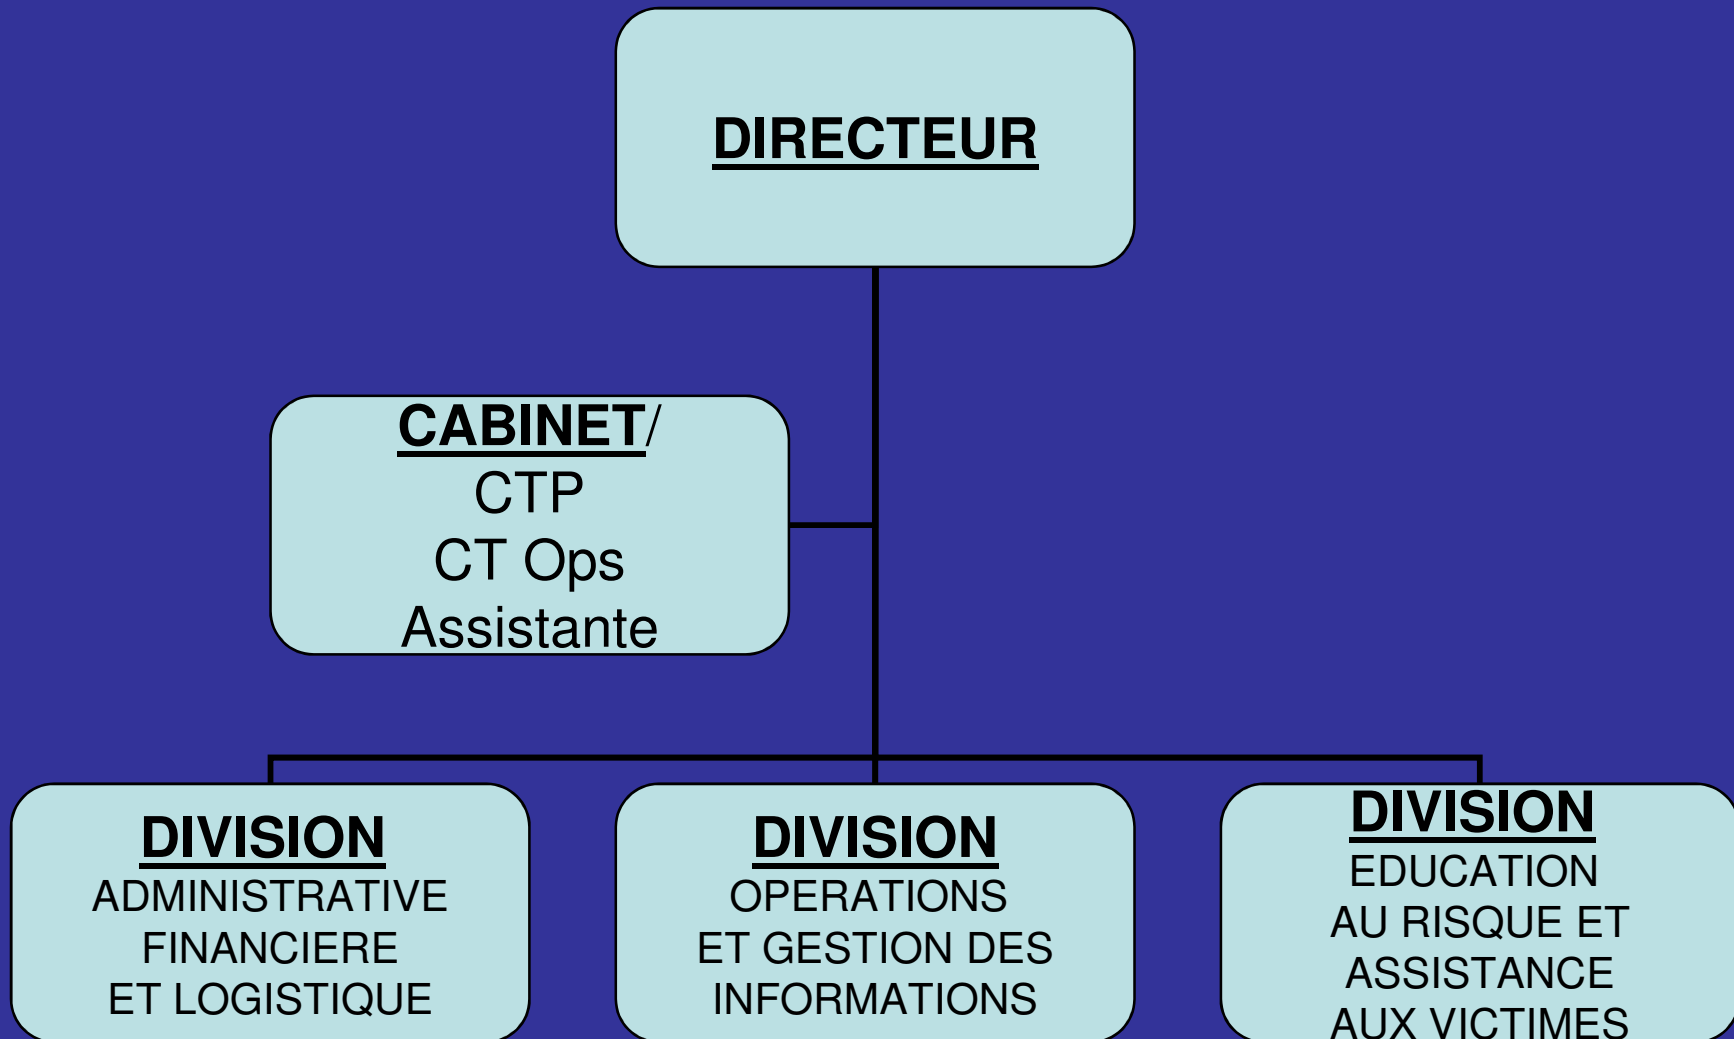 DIRECTEUR
CABINET/
CTP
CT Ops
Assistante
DIVISION
ADMINISTRATIVE
FINANCIERE
ET LOGISTIQUE
DIVISION
OPERATIONS
ET GESTION DES
INFORMATIONS
DIVISION
EDUCATION
AU RISQUE ET
ASSISTANCE
AUX VICTIMES